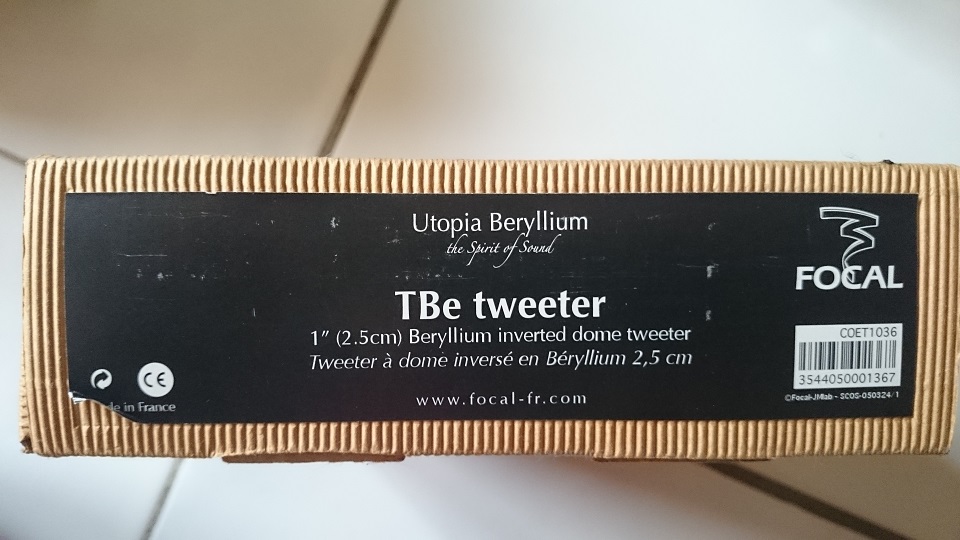 Utopia Beryllium
the Spirit of Sound
FOCAL
TBe tweeter
1" (2.5cm) Beryllium inverted dome tweeter
Tweeter à dome inversé en Béryllium 2,5 cm
COET1036
3544050001367
©Focal-JMlab - SCOS-050324/1
CE
de in France
www.focal-fr.com